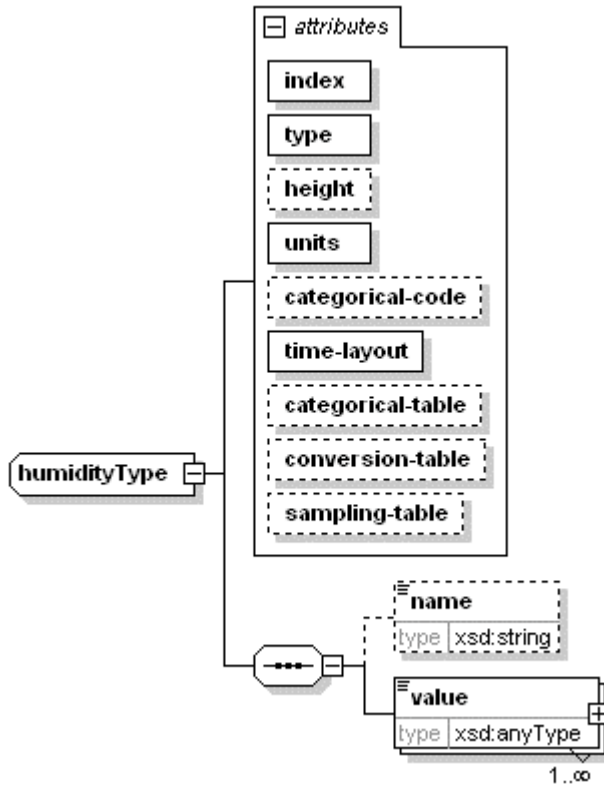 attributes
index
type
height
units
categorical-code
time-layout
categorical-table
conversion-table
sampling-table
humidityType
name
type xsd:string
value
type xsd:anyType
1..∞